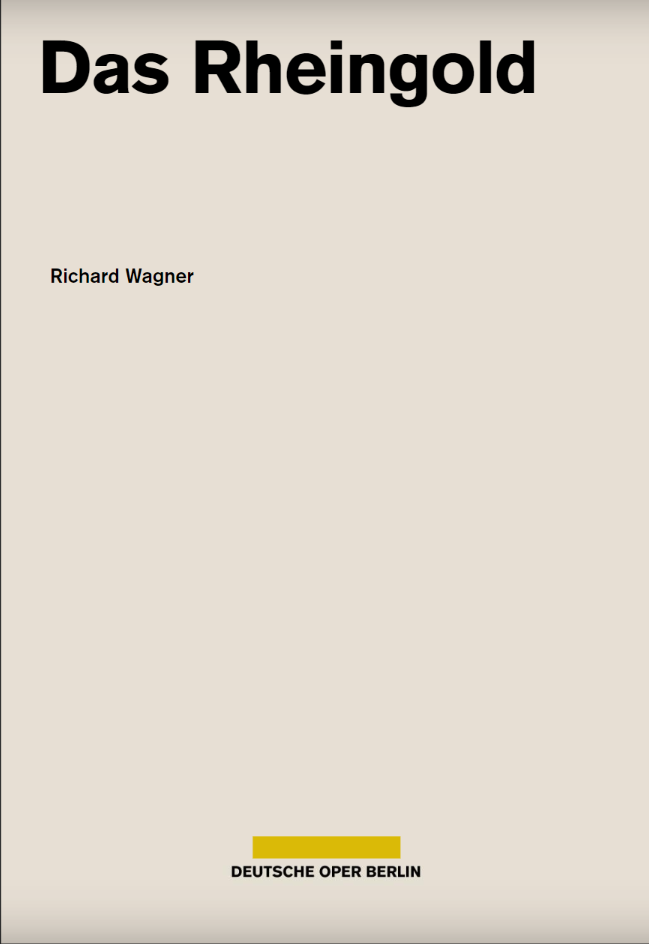 Das Rheingold
Richard Wagner
DEUTSCHE OPER BERLIN